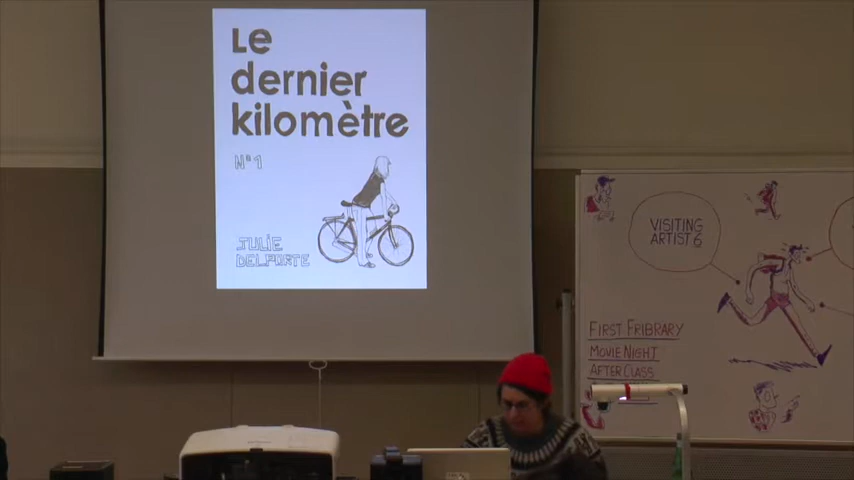 Le
dernier
kilomètre
N°1
JULIE
DELPORTE
VISITING
ARTIST 6
FIRST FRIBRARY
MOVIE NIGHT
AFTER CLASS